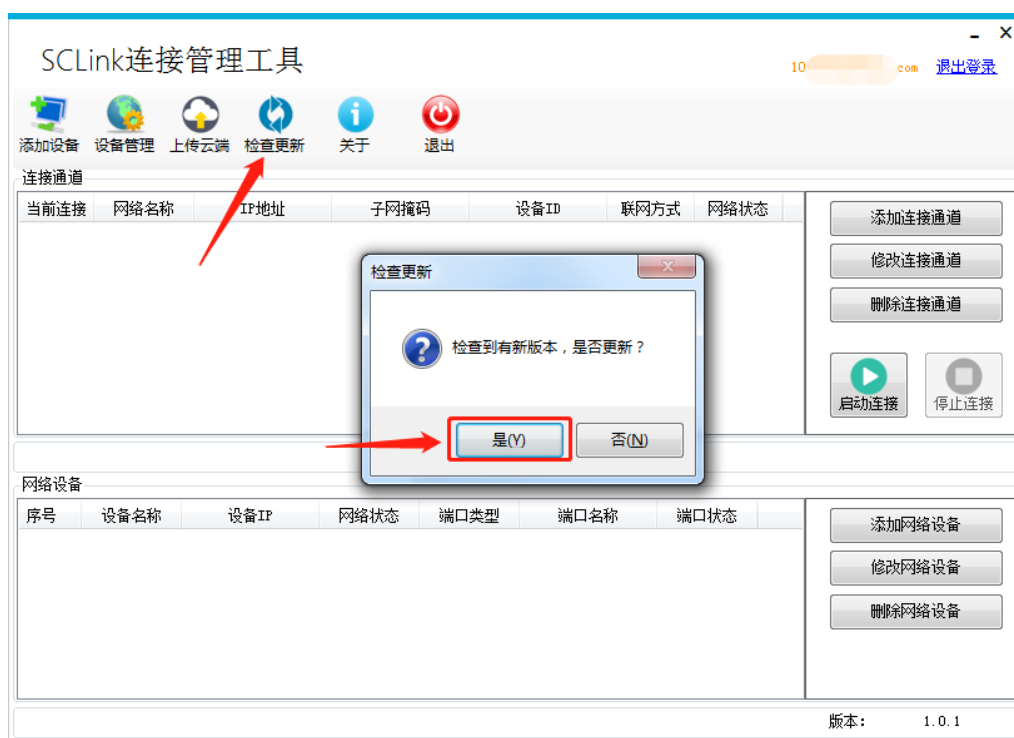 SCLink连接管理工具
10 com 退出登录
添加设备 设备管理 上传云端 检查更新 关于 退出
连接通道
当前连接 网络名称 IP地址 子网掩码 设备ID 联网方式 网络状态
添加连接通道
修改连接通道
删除连接通道
启动连接 停止连接
检查更新
检查到有新版本，是否更新？
是(Y) 否(N)
网络设备
序号 设备名称 设备IP 网络状态 端口类型 端口名称 端口状态
添加网络设备
修改网络设备
删除网络设备
版本： 1.0.1